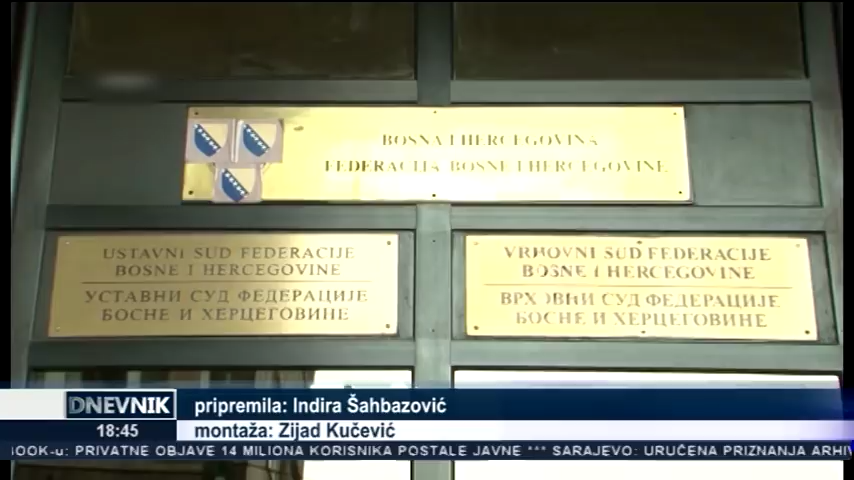 BOSNA I HERCEGOVINA
FEDERACIJA BOSNE I HERCEGOVINE
USTAVNI SUD FEDERACIJE
BOSNE I HERCEGOVINE
УСТАВНИ СУД ФЕДЕРАЦИЈЕ
БОСНЕ И ХЕРЦЕГОВИНЕ
VRHOVNI SUD FEDERACIJE
BOSNE I HERCEGOVINE
ВРХОВНИ СУД ФЕДЕРАЦИЈЕ
БОСНЕ И ХЕРЦЕГОВИНЕ
DNEVNIK
pripremila: Indira Šahbazović
18:45
montaža: Zijad Kučević
OOK-u: PRIVATNE OBJAVE 14 MILIONA KORISNIKA POSTALE JAVNE *** SARAJEVO: URUČENA PRIZNANJA ARHIV